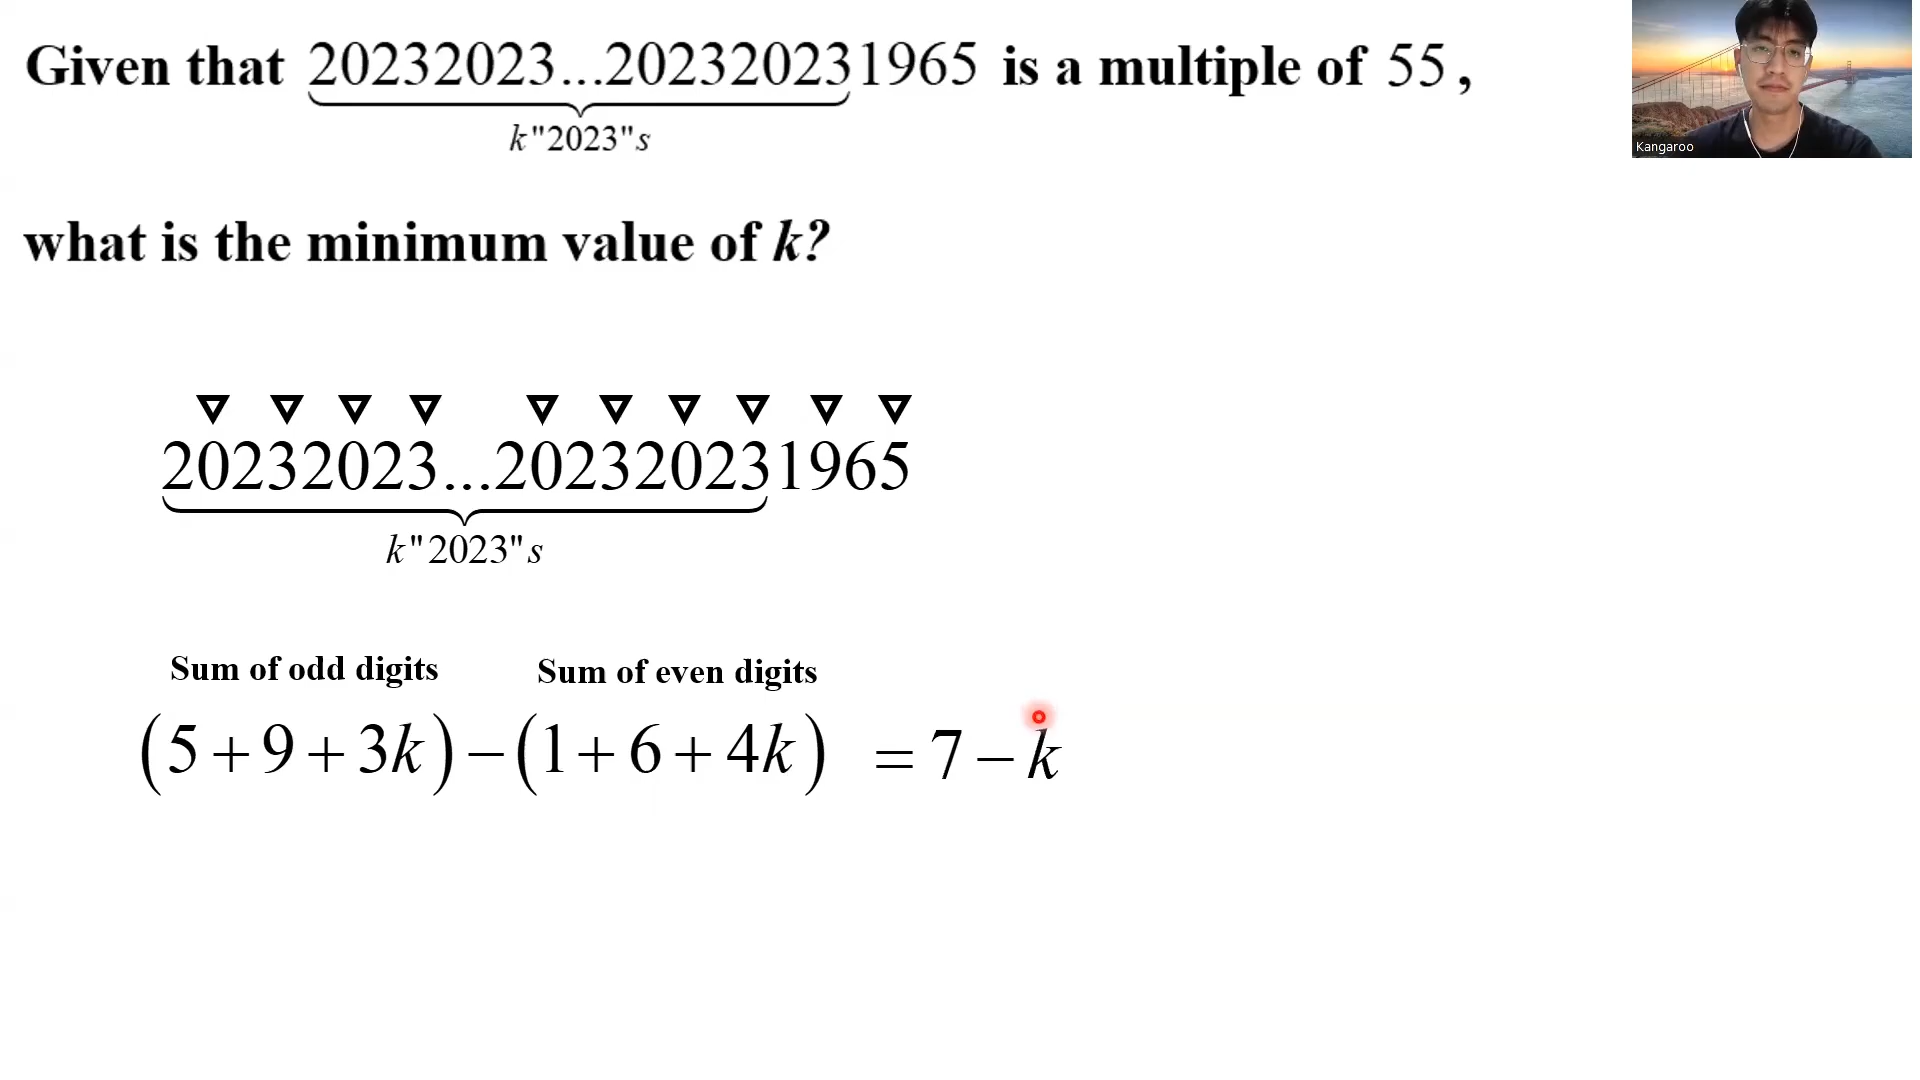 Given that 20232023...202320231965 is a multiple of 55,
k"2023"s
Kangaroo
what is the minimum value of k?
20232023...202320231965
k"2023"s
Sum of odd digits Sum of even digits
(5+9+3k)−(1+6+4k) =7−k